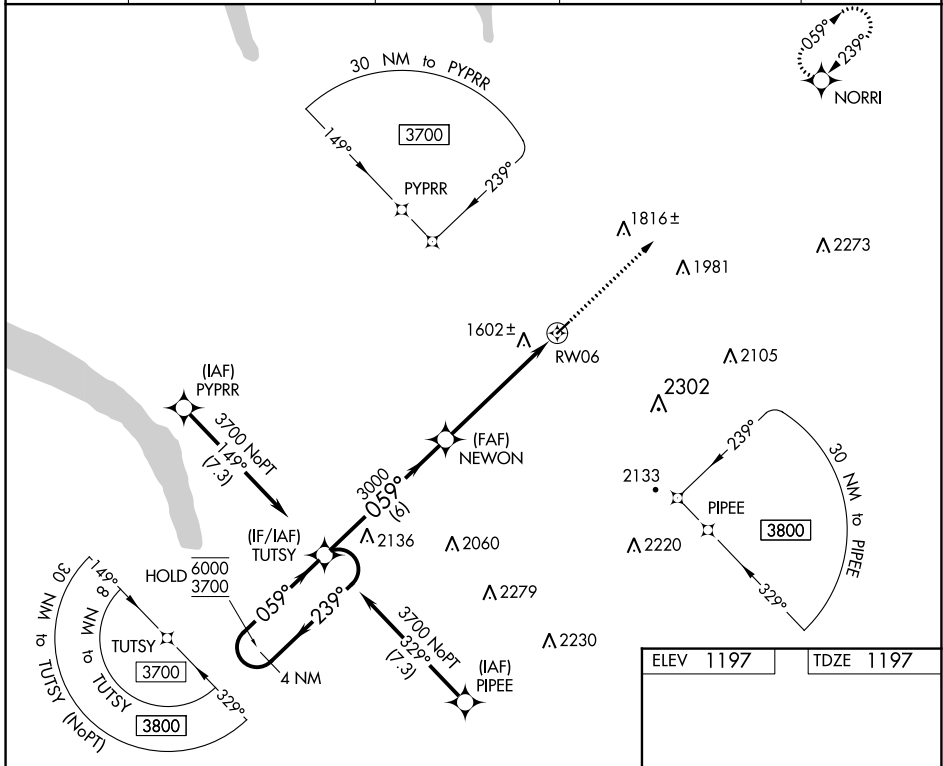 059°
239°
NORRI
30 NM to PYPRR
3700
149°
239°
PYPRR
1816±
2273
1981
1602±
RW06
2105
2302
(IAF)
PYPRR
3700 NoPT
149°
(7.3)
(FAF)
NEWON
3000
059°
(6)
239°
30 NM to PIPEE
2133
PIPEE
3800
329°
(IF/IAF)
TUTSY
2136
2060
2220
HOLD
6000
3700
059°
239°
4 NM
2279
2230
3700 NoPT
329°
(7.3)
(IAF)
PIPEE
149°
8 NM to TUTSY
30 NM to TUTSY (NoPT)
TUTSY
3700
329°
3800
ELEV 1197
TDZE 1197